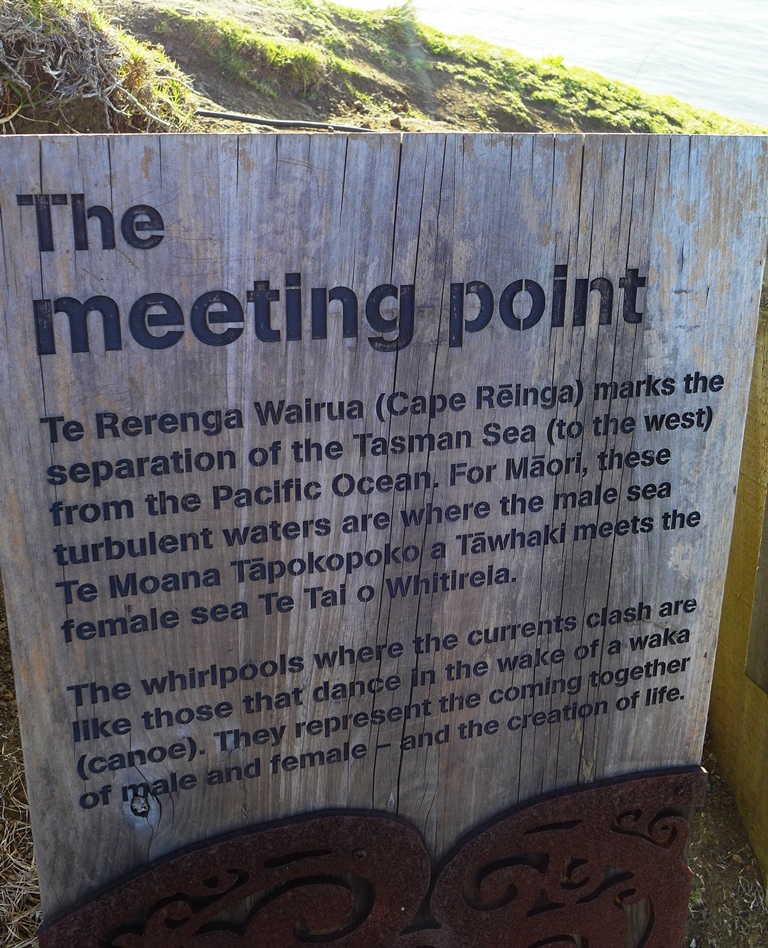 The
meeting point
Te Rerenga Wairua (Cape Rēinga) marks the
separation of the Tasman Sea (to the west)
from the Pacific Ocean. For Māori, these
turbulent waters are where the male sea
Te Moana Tāpokopoko a Tāwhaki meets the
female sea Te Tai o Whitireia.
The whirlpools where the currents clash are
like those that dance in the wake of a waka
(canoe). They represent the coming together
of male and female – and the creation of life.